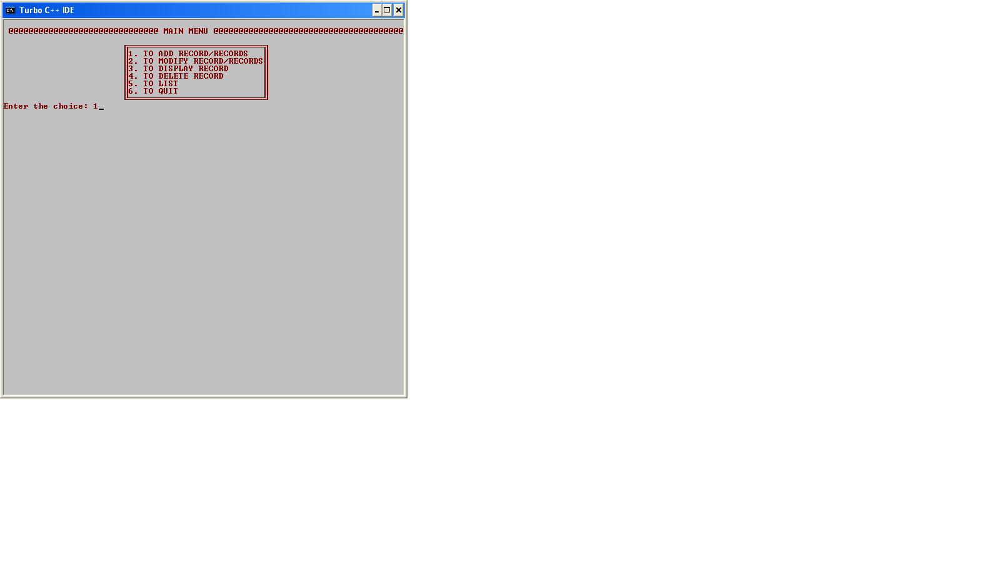 Turbo C++ IDE
@@@@@@@@@@@@@@@@@@@@@@@@@@@@@@ MAIN MENU @@@@@@@@@@@@@@@@@@@@@@@@@@@@@@@@@@@@@@
1. TO ADD RECORD/RECORDS
2. TO MODIFY RECORD/RECORDS
3. TO DISPLAY RECORD
4. TO DELETE RECORD
5. TO LIST
6. TO QUIT
Enter the choice: 1_